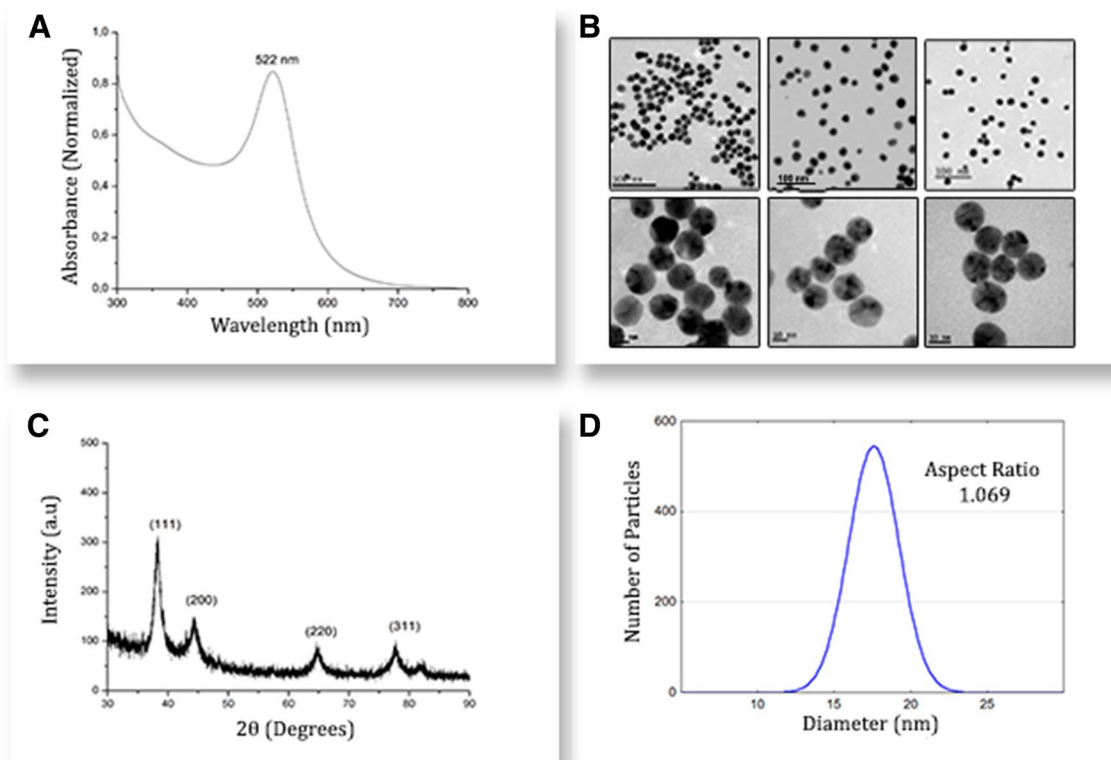 A
1,0
0,8
0,6
0,4
0,2
0,0
522 nm
300 400 500 600 700 800
Absorbance (Normalized)
Wavelength (nm)
B
100 nm
100 nm
C
500
400
300
200
100
0
(111)
(200)
(220)
(311)
30 40 50 60 70 80 90
Intensity (a.u)
2θ (Degrees)
D
600
400
200
0
Aspect Ratio
1.069
10 15 20 25
Number of Particles
Diameter (nm)